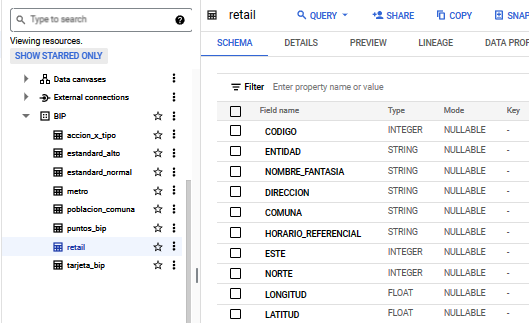 Type to search
Viewing resources.
SHOW STARRED ONLY
Data canvases
External connections
BIP
accion_x_tipo
estandard_alto
estandard_normal
metro
poblacion_comuna
puntos_bip
retail
tarjeta_bip
retail QUERY SHARE COPY SNAP
SCHEMA DETAILS PREVIEW LINEAGE DATA PROF
Filter Enter property name or value
Field name Type Mode Key
CODIGO INTEGER NULLABLE -
ENTIDAD STRING NULLABLE -
NOMBRE_FANTASIA STRING NULLABLE -
DIRECCION STRING NULLABLE -
COMUNA STRING NULLABLE -
HORARIO_REFERENCIAL STRING NULLABLE -
ESTE INTEGER NULLABLE -
NORTE INTEGER NULLABLE -
LONGITUD FLOAT NULLABLE -
LATITUD FLOAT NULLABLE -